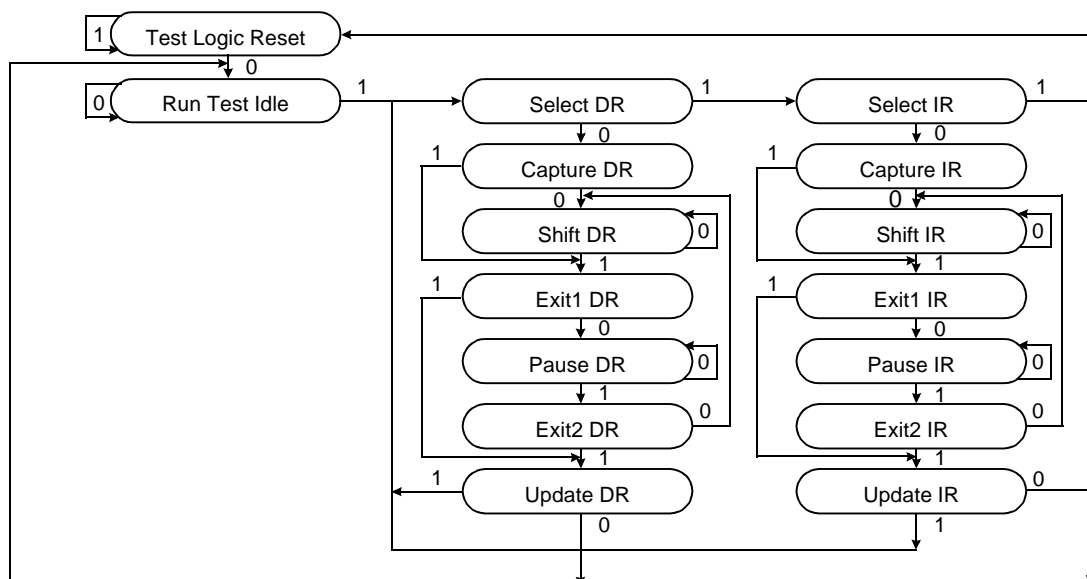 1 Test Logic Reset
0
0 Run Test Idle 1 Select DR 1 Select IR 1
0 0
1 Capture DR 1 Capture IR
0 0
Shift DR 0 Shift IR 0
1 1
1 Exit1 DR 1 Exit1 IR
0 0
Pause DR 0 Pause IR 0
1 1
Exit2 DR 0 Exit2 IR 0
1 1
1 Update DR Update IR 0
0 1